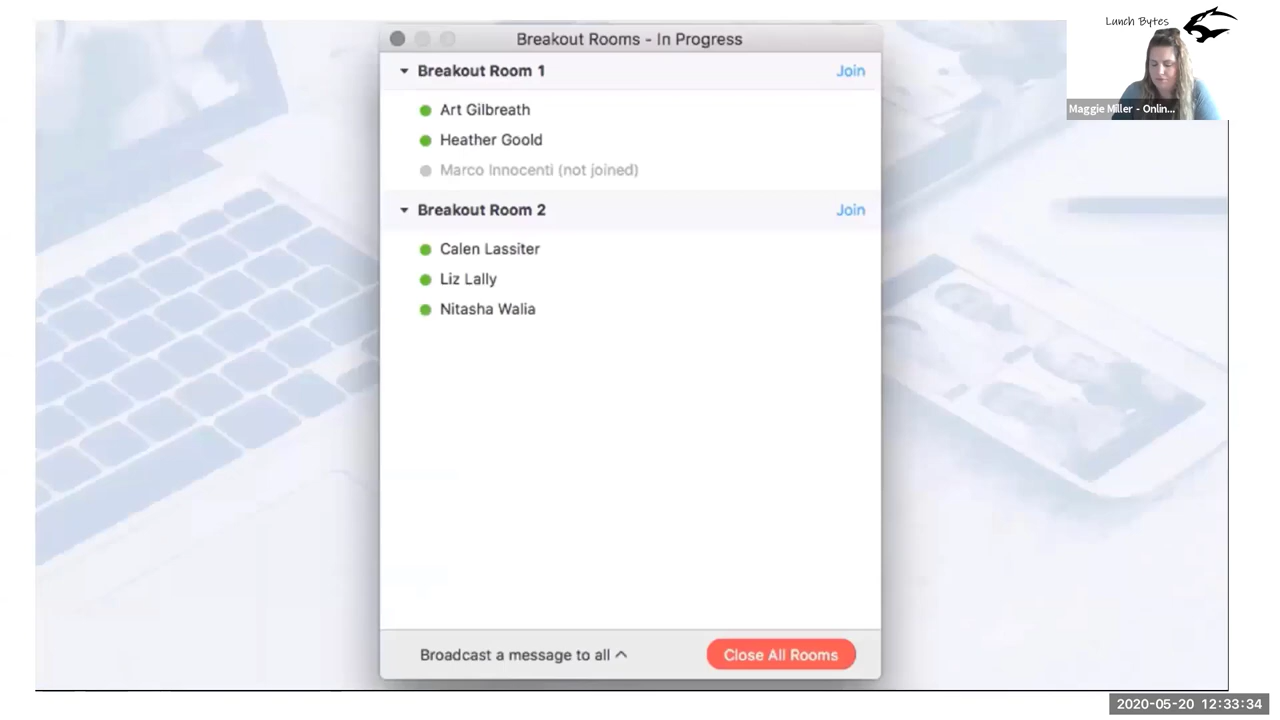 Lunch Bytes
Maggie Miller - Onlin...
Breakout Rooms - In Progress
Breakout Room 1 Join
Art Gilbreath
Heather Goold
Marco Innocenti (not joined)
Breakout Room 2 Join
Calen Lassiter
Liz Lally
Nitasha Walia
Broadcast a message to all Close All Rooms
2020-05-20 12:33:34